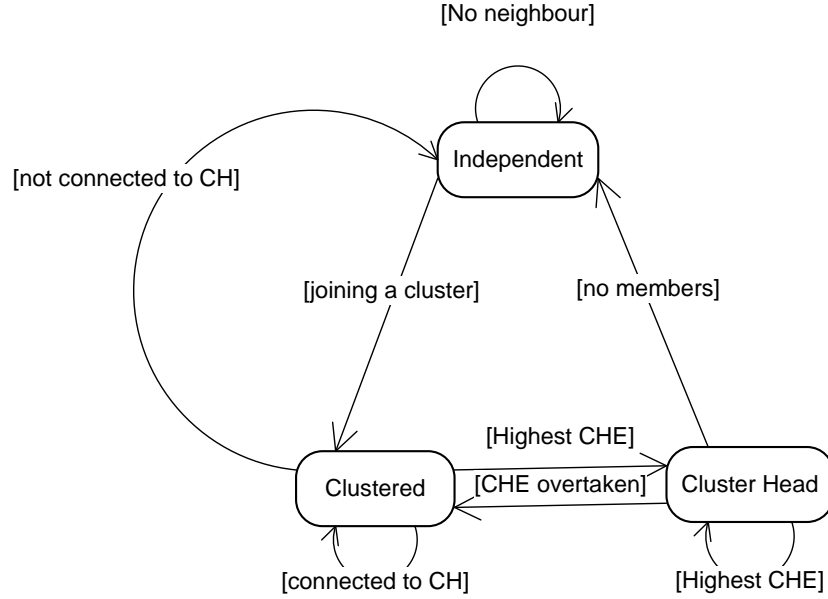 [No neighbour]
Independent
[not connected to CH]
[joining a cluster]
[no members]
[Highest CHE]
Clustered
[CHE overtaken]
Cluster Head
[connected to CH]
[Highest CHE]